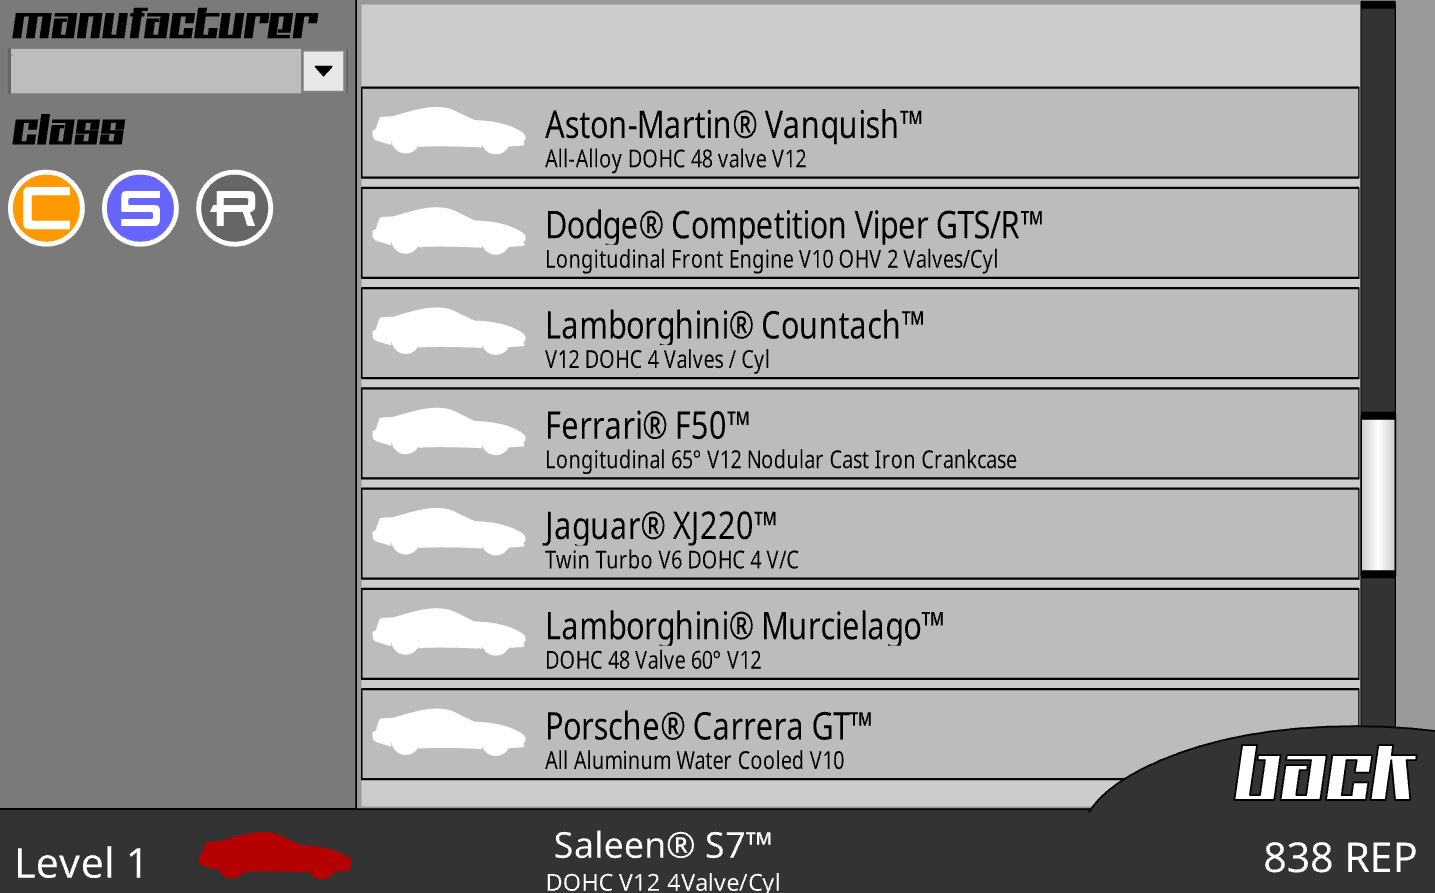 manufacturer
class
C S R
Aston-Martin® Vanquish™
All-Alloy DOHC 48 valve V12
Dodge® Competition Viper GTS/R™
Longitudinal Front Engine V10 OHV 2 Valves/Cyl
Lamborghini® Countach™
V12 DOHC 4 Valves / Cyl
Ferrari® F50™
Longitudinal 65° V12 Nodular Cast Iron Crankcase
Jaguar® XJ220™
Twin Turbo V6 DOHC 4 V/C
Lamborghini® Murcielago™
DOHC 48 Valve 60° V12
Porsche® Carrera GT™
All Aluminum Water Cooled V10
back
Level 1
Saleen® S7™
DOHC V12 4Valve/Cyl
838 REP